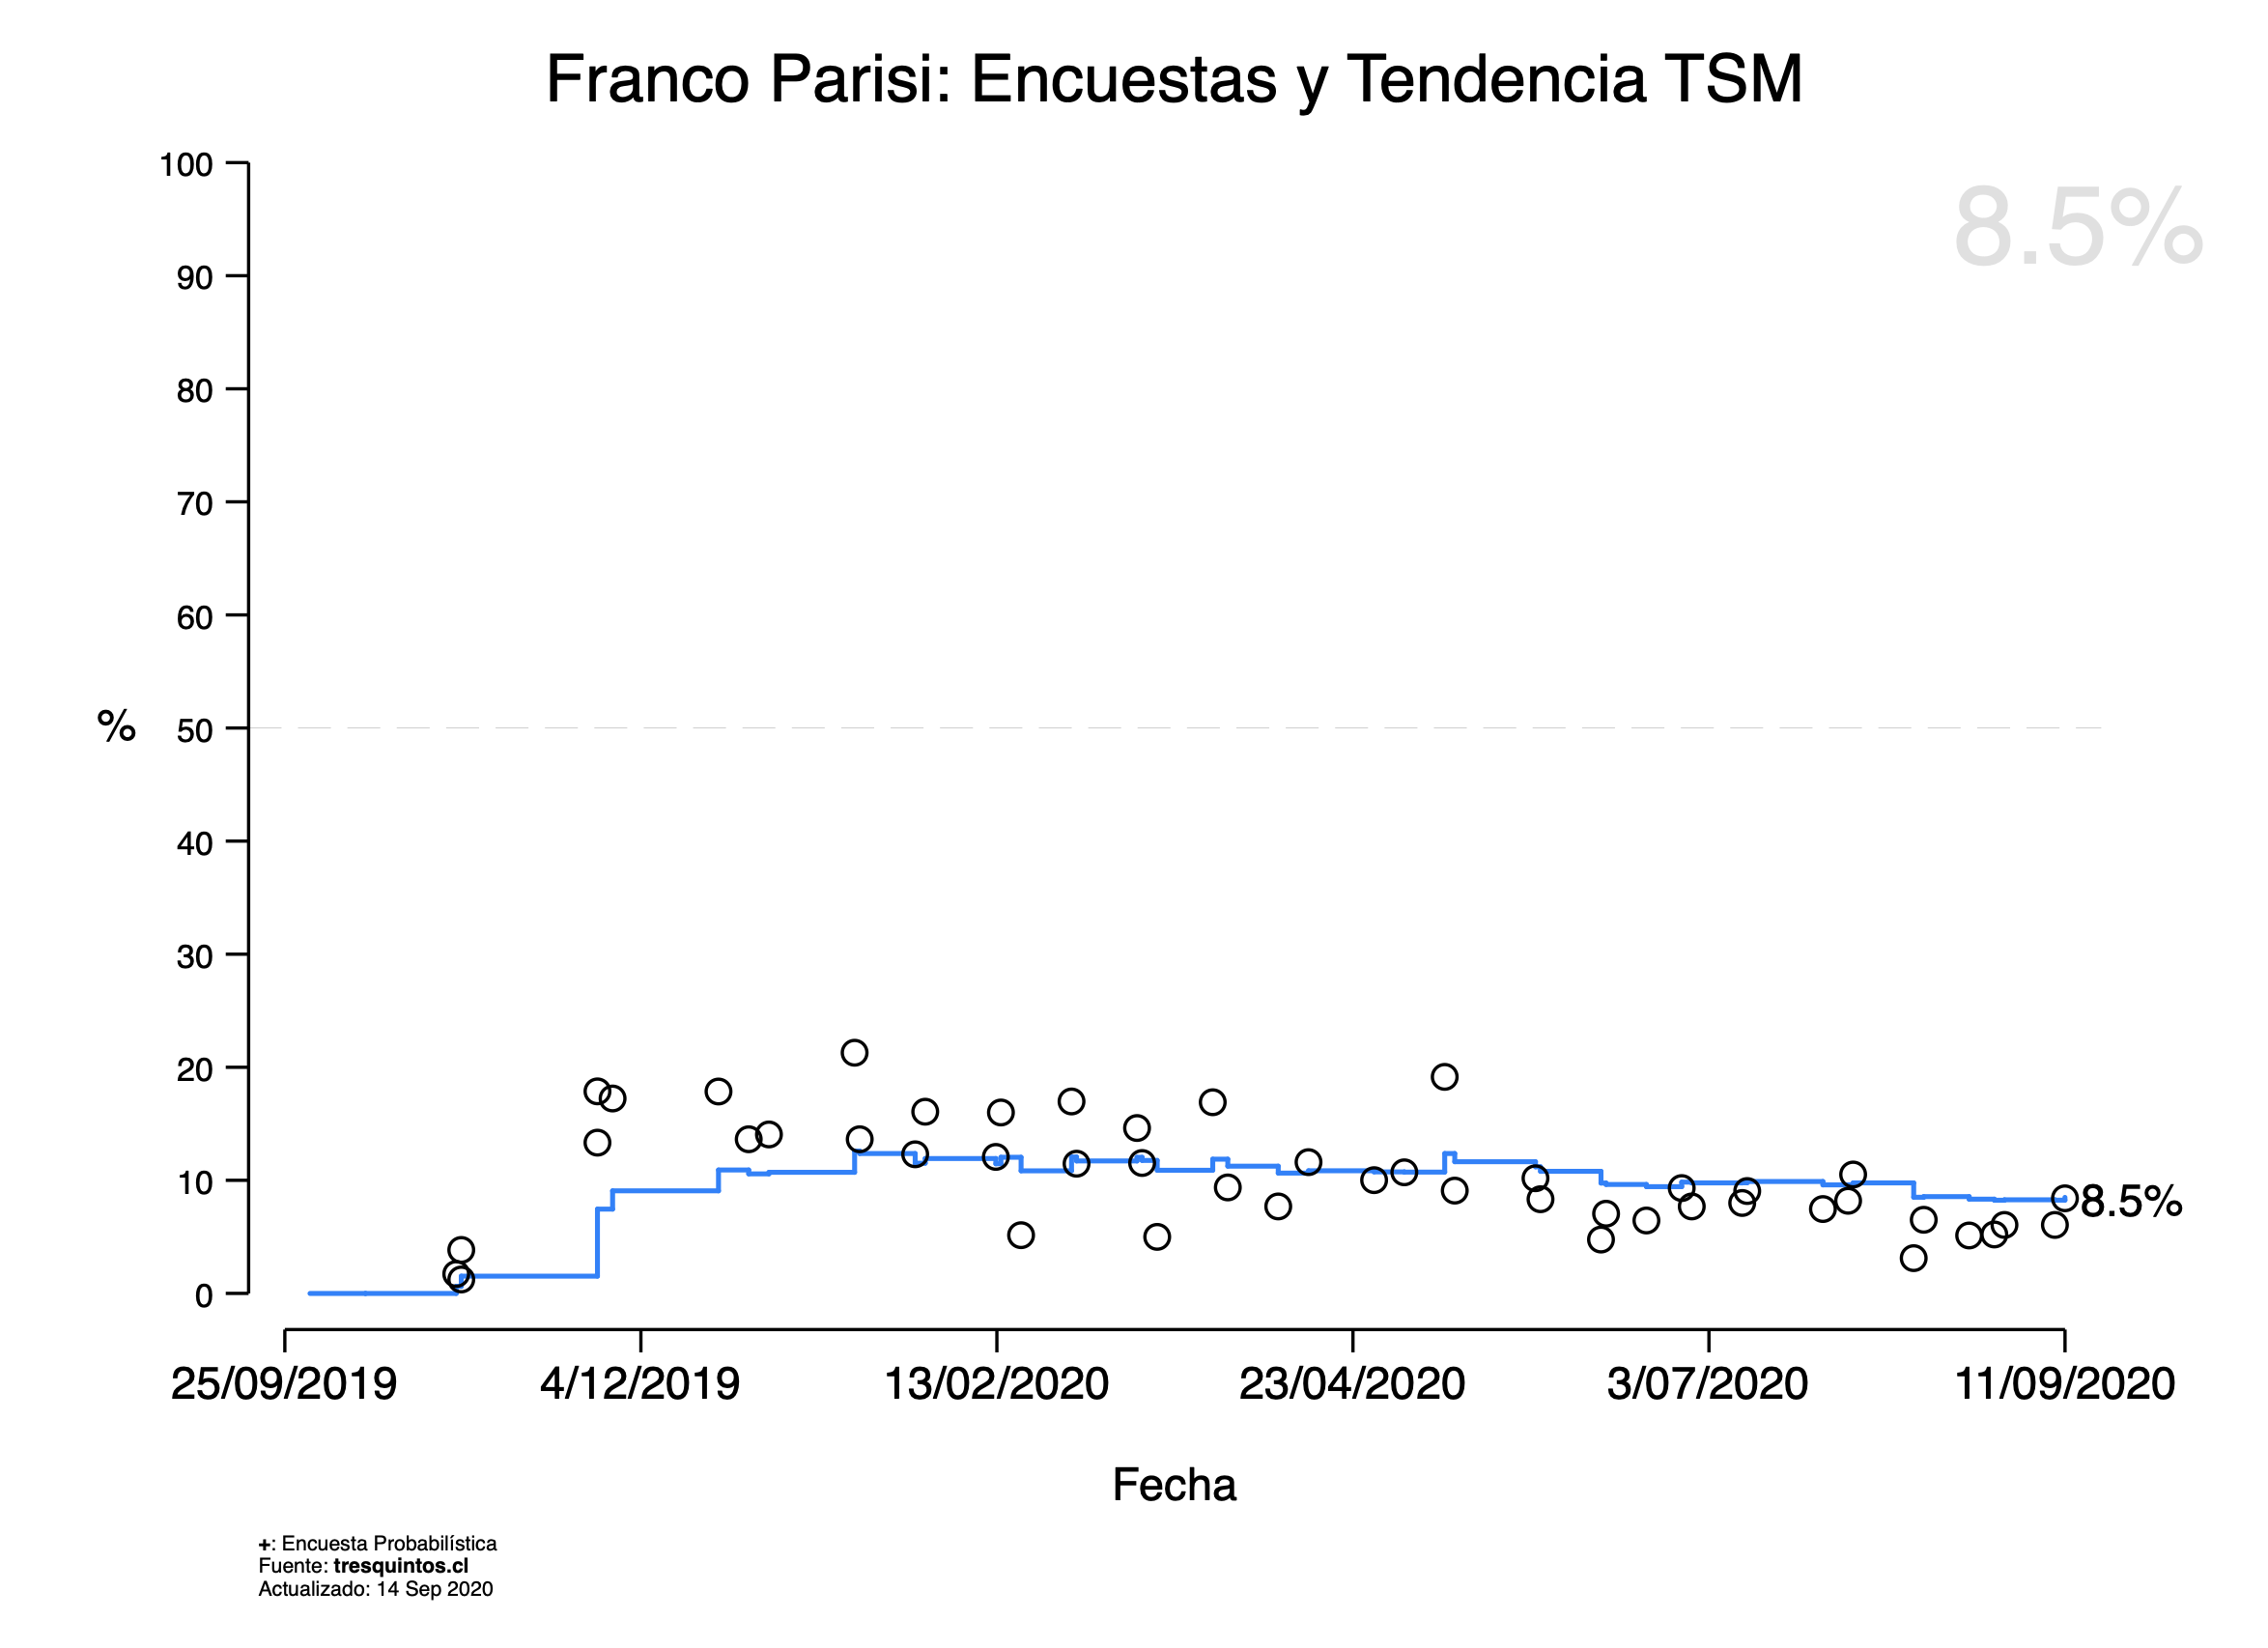 Franco Parisi: Encuestas y Tendencia TSM
8.5%
100
90
80
70
60
% 50
40
30
20
10
0
8.5%
25/09/2019 4/12/2019 13/02/2020 23/04/2020 3/07/2020 11/09/2020
Fecha
+: Encuesta Probabilística
Fuente: tresquintos.cl
Actualizado: 14 Sep 2020